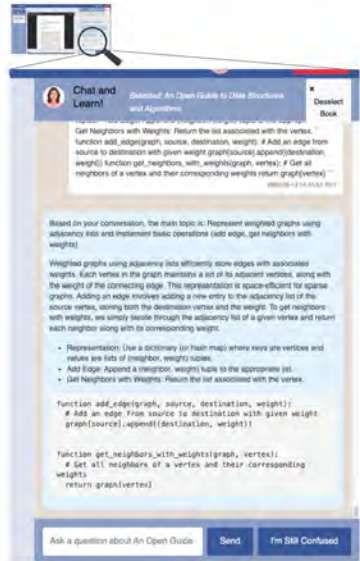 Chat and
Learn!
Selected: An Open Guide to Data Structures
and Algorithms
×
Deselect
Book
Get Neighbors with Weights: Return the list associated with the vertex. ```
function add_edge(graph, source, destination, weight): # Add an edge from
source to destination with given weight graph[source].append((destination,
weight)) function get_neighbors_with_weights(graph, vertex): # Get all
neighbors of a vertex and their corresponding weights return graph[vertex]
Based on your conversation, the main topic is: Represent weighted graphs using
adjacency lists and implement basic operations (add edge, get neighbors with
weights)
Weighted graphs using adjacency lists efficiently store edges with associated
weights. Each vertex in the graph maintains a list of its adjacent vertices, along with
the weight of the connecting edge. This representation is space-efficient for sparse
graphs. Adding an edge involves adding a new entry to the adjacency list of the
source vertex, storing both the destination vertex and the weight. To get neighbors
with weights, we simply iterate through the adjacency list of a given vertex and return
each neighbor along with its corresponding weight.
• Representation: Use a dictionary (or hash map) where keys are vertices and
values are lists of (neighbor, weight) tuples.
• Add Edge: Append a (neighbor, weight) tuple to the appropriate list.
• Get Neighbors with Weights: Return the list associated with the vertex.
function add_edge(graph, source, destination, weight):
# Add an edge from source to destination with given weight
graph[source].append((destination, weight))
function get_neighbors_with_weights(graph, vertex):
# Get all neighbors of a vertex and their corresponding
weights
return graph[vertex]
Ask a question about An Open Guide
Send
I'm Still Confused